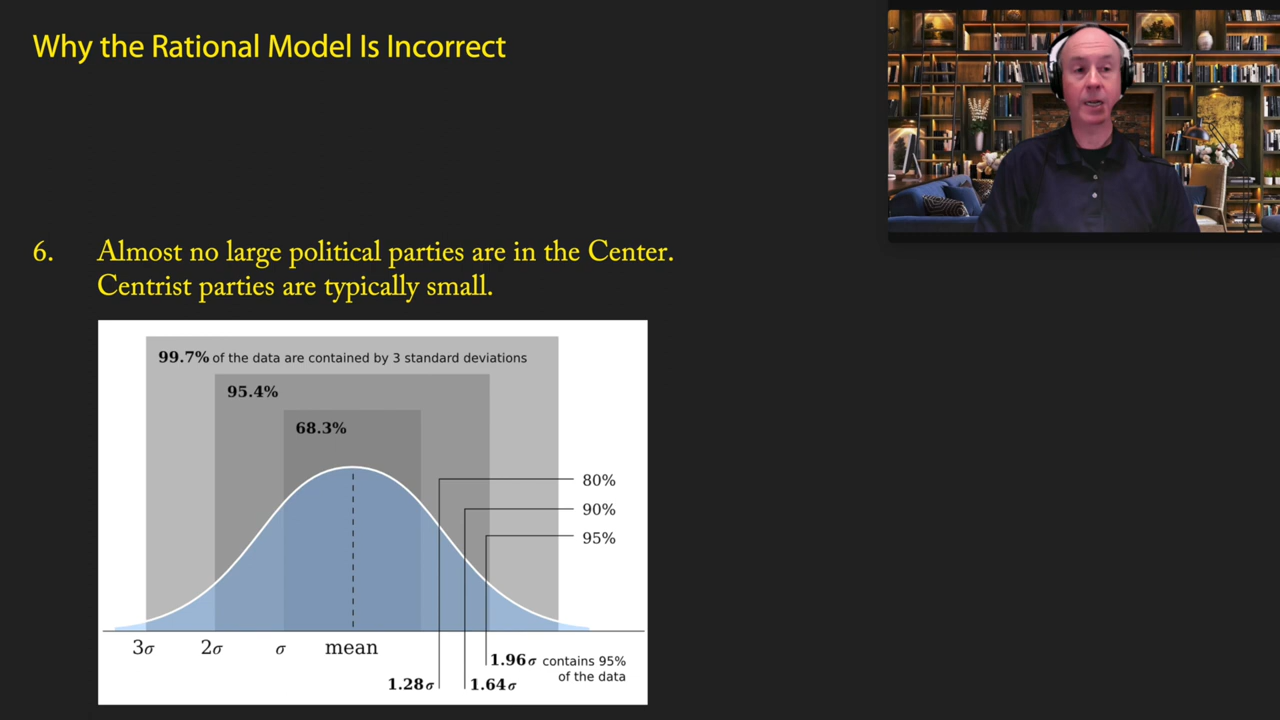 Why the Rational Model Is Incorrect
6. Almost no large political parties are in the Center.
Centrist parties are typically small.
99.7% of the data are contained by 3 standard deviations
95.4%
68.3%
80%
90%
95%
3σ 2σ σ mean
1.96σ contains 95%
of the data
1.28σ 1.64σ